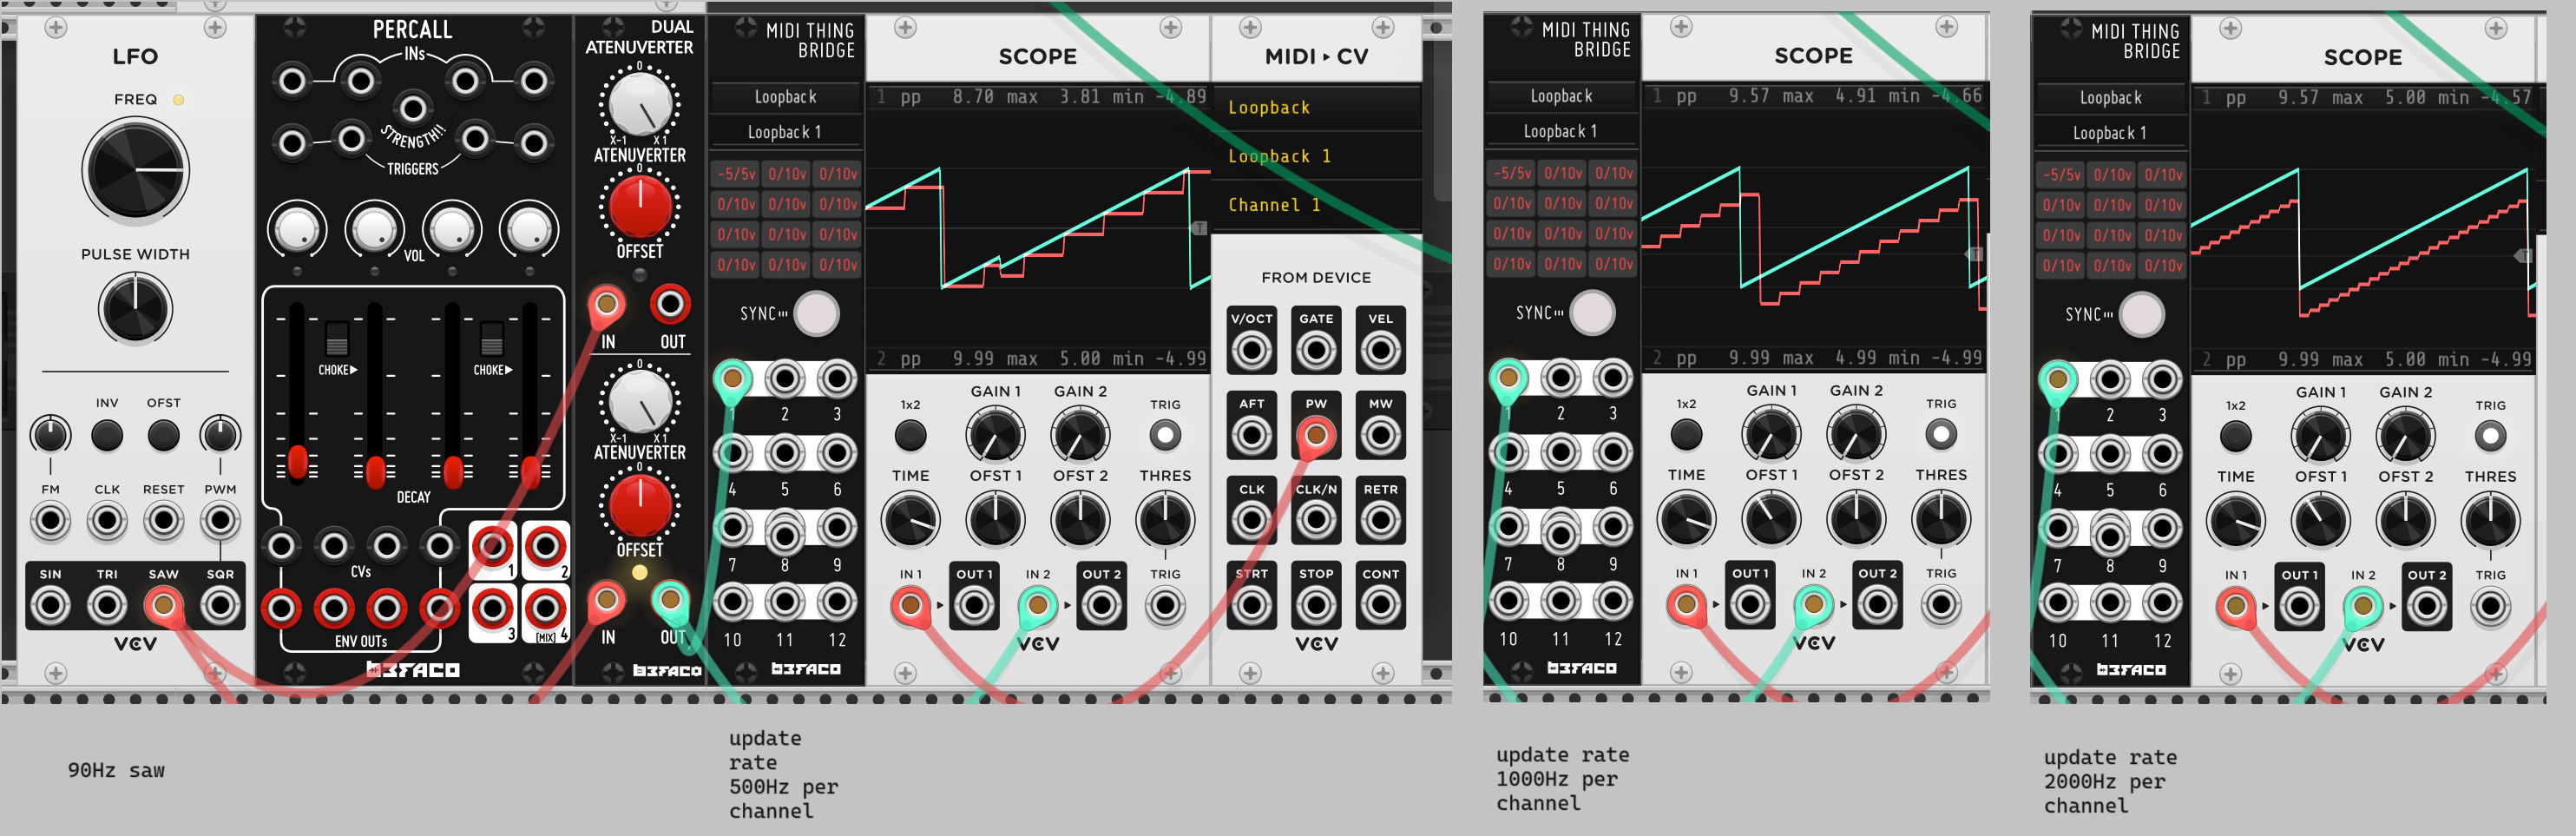 LFO
FREQ
PULSE WIDTH
INV
OFST
FM
CLK
RESET
PWM
SIN
TRI
SAW
SQR
VCV
90Hz saw
PERCALL
INs
STRENGTH!!
TRIGGERS
VOL
CHOKE▶
CHOKE▶
DECAY
CVs
ENV OUTs
1
2
3
[MIX] 4
BEFACO
DUAL
ATENUVERTER
0
X-1 X 1
ATENUVERTER
0
OFFSET
IN OUT
0
X-1 X 1
ATENUVERTER
0
OFFSET
IN OUT
BEFACO
MIDI THING
BRIDGE
Loopback
Loopback 1
-5/5v 0/10v 0/10v
0/10v 0/10v 0/10v
0/10v 0/10v 0/10v
0/10v 0/10v 0/10v
SYNC
1 2 3
4 5 6
7 8 9
10 11 12
BEFACO
SCOPE
1 pp 8.70 max 3.81 min -4.89
T
2 pp 9.99 max 5.00 min -4.99
1x2
GAIN 1
GAIN 2
TRIG
TIME
OFST 1
OFST 2
THRES
IN 1
OUT 1
IN 2
OUT 2
TRIG
VCV
MIDI ▸ CV
Loopback
Loopback 1
Channel 1
FROM DEVICE
V/OCT
GATE
VEL
AFT
PW
MW
CLK
CLK/N
RETR
STRT
STOP
CONT
VCV
update
rate
500Hz per
channel
MIDI THING
BRIDGE
Loopback
Loopback 1
-5/5v 0/10v 0/10v
0/10v 0/10v 0/10v
0/10v 0/10v 0/10v
0/10v 0/10v 0/10v
SYNC
1 2 3
4 5 6
7 8 9
10 11 12
BEFACO
SCOPE
1 pp 9.57 max 4.91 min -4.66
T
2 pp 9.99 max 4.99 min -4.99
1x2
GAIN 1
GAIN 2
TRIG
TIME
OFST 1
OFST 2
THRES
IN 1
OUT 1
IN 2
OUT 2
TRIG
VCV
update rate
1000Hz per
channel
MIDI THING
BRIDGE
Loopback
Loopback 1
-5/5v 0/10v 0/10v
0/10v 0/10v 0/10v
0/10v 0/10v 0/10v
0/10v 0/10v 0/10v
SYNC
1 2 3
4 5 6
7 8 9
10 11 12
BEFACO
SCOPE
1 pp 9.57 max 5.00 min -4.57
T
2 pp 9.99 max 5.00 min -4.99
1x2
GAIN 1
GAIN 2
TRIG
TIME
OFST 1
OFST 2
THRES
IN 1
OUT 1
IN 2
OUT 2
TRIG
VCV
update rate
2000Hz per
channel